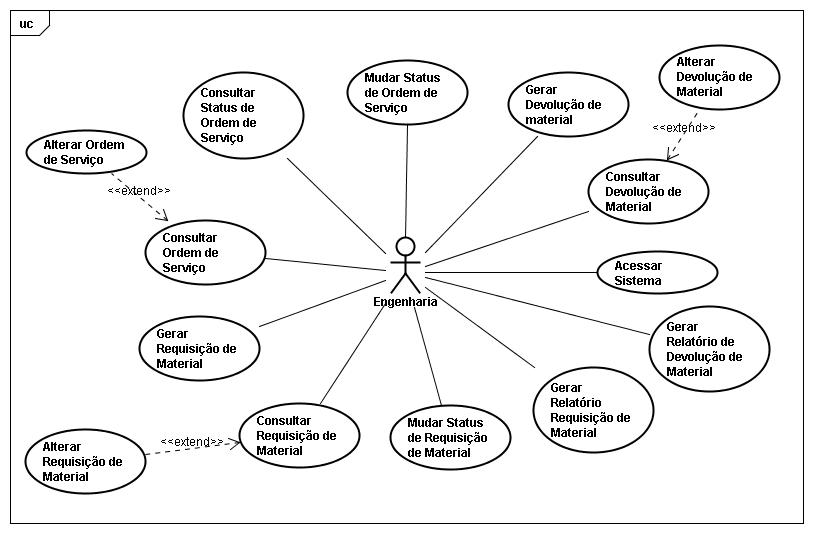 uc
Consultar
Status de
Ordem de
Serviço
Mudar Status
de Ordem de
Serviço
Gerar
Devolução de
material
Alterar
Devolução de
Material
<<extend>>
Alterar Ordem
de Serviço
<<extend>>
Consultar
Devolução de
Material
Consultar
Ordem de
Serviço
Acessar
Sistema
Engenharia
Gerar
Requisição de
Material
Gerar
Relatório de
Devolução de
Material
Gerar
Relatório
Requisição de
Material
Consultar
Requisição de
Material
Mudar Status
de Requisição
de Material
<<extend>>
Alterar
Requisição de
Material